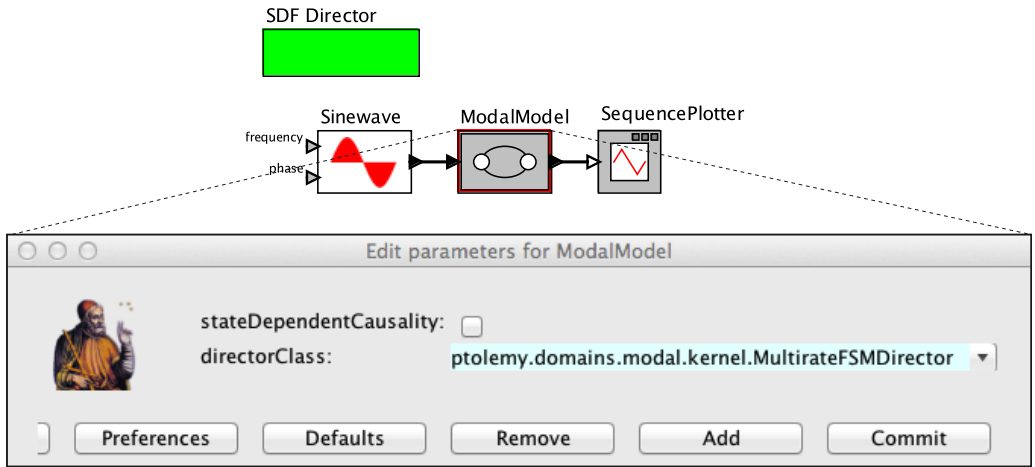 SDF Director
Sinewave
ModalModel
SequencePlotter
frequency
phase
Edit parameters for ModalModel
stateDependentCausality:
directorClass:
ptolemy.domains.modal.kernel.MultirateFSMDirector
Preferences
Defaults
Remove
Add
Commit